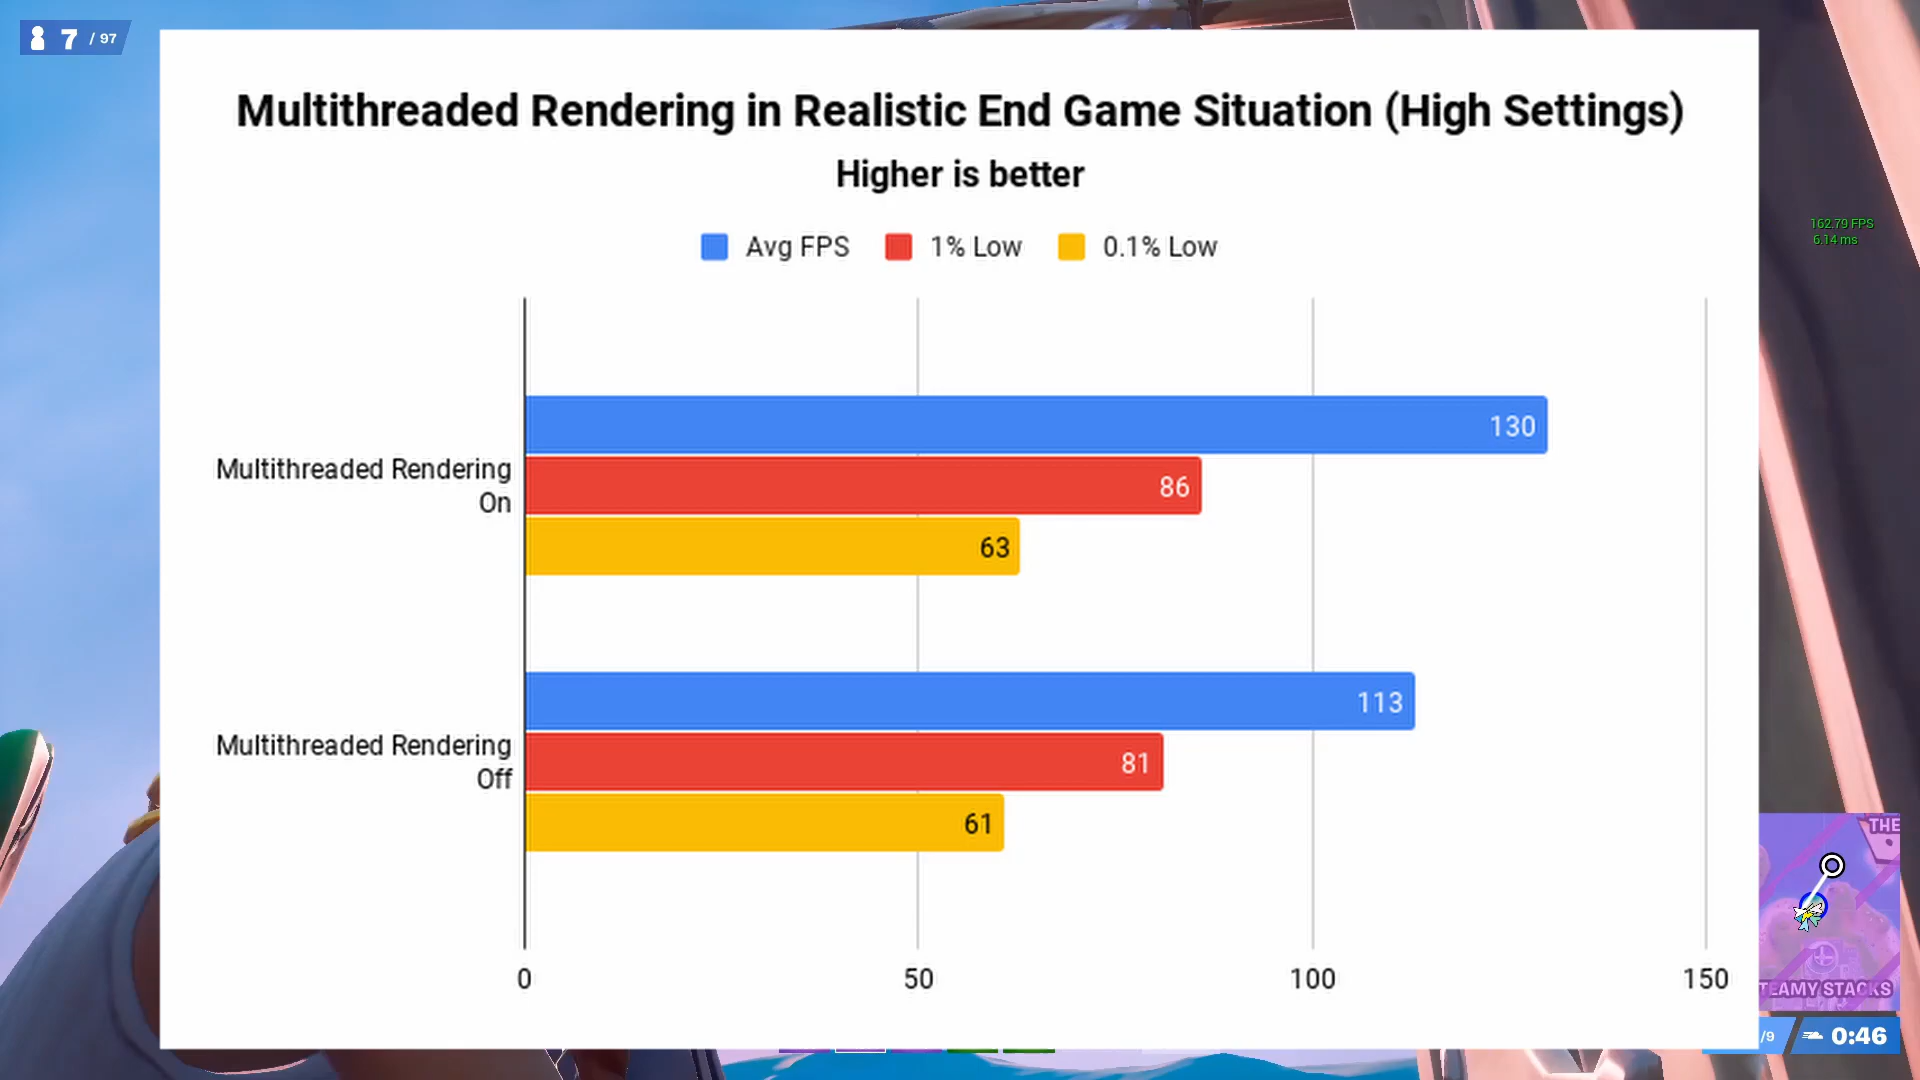 7 / 97
Multithreaded Rendering in Realistic End Game Situation (High Settings)
Higher is better
Avg FPS 1% Low 0.1% Low
162.79 FPS
6.14 ms
130
Multithreaded Rendering
On
86
63
113
Multithreaded Rendering
Off
81
61
0 50 100 150
THE
TEAMY STACKS
/9 0:46